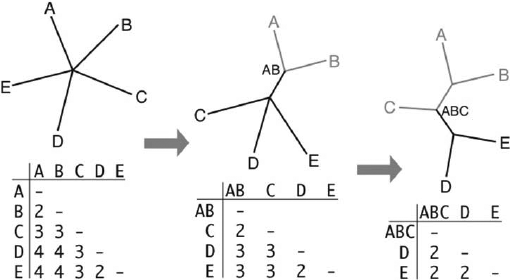 A
B
E
C
D
A B C D E
A –
B 2 –
C 3 3 –
D 4 4 3 –
E 4 4 3 2 –
A
AB
B
C
D
E
AB C D E
AB –
C 2 –
D 3 3 –
E 3 3 2 –
A
B
C
ABC
E
D
ABC D E
ABC –
D 2 –
E 2 2 –